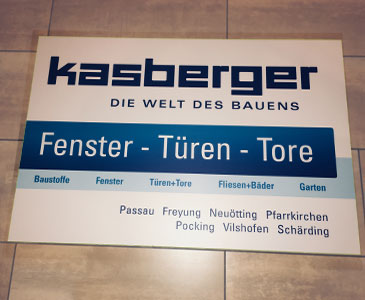 kasberger
DIE WELT DES BAUENS
Fenster - Türen - Tore
Baustoffe Fenster Türen+Tore Fliesen+Bäder Garten
Passau Freyung Neuötting Pfarrkirchen
Pocking Vilshofen Schärding